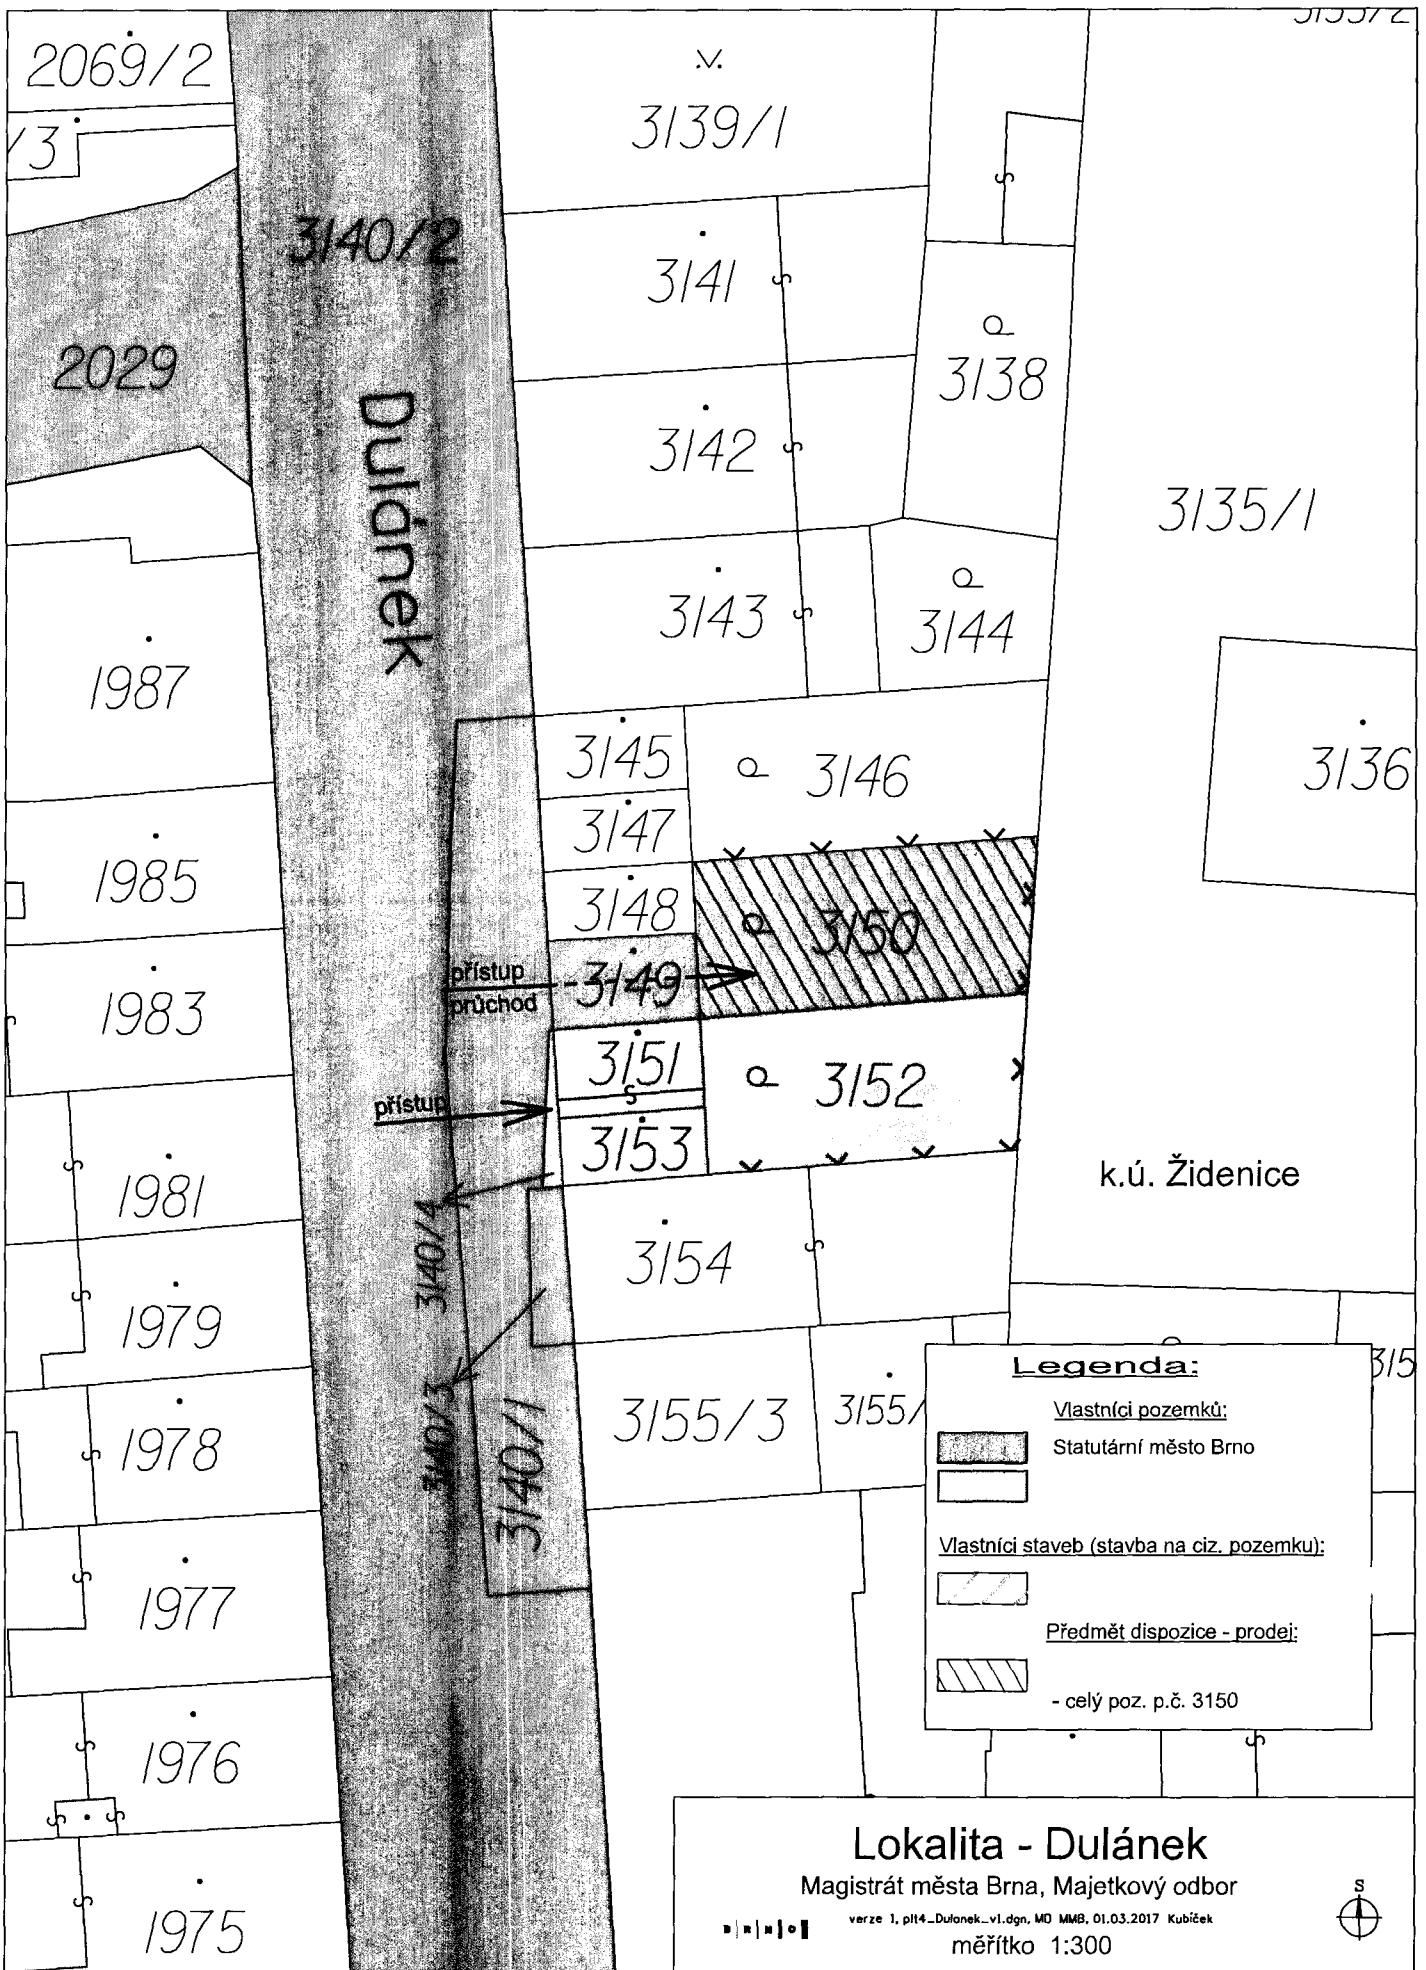 3155/2
2069/2
3139/1
/3
3140/2
3141
2029
3138
Dulánek
3142
3135/1
3143
3144
1987
3145
3146
3136
3147
1985
3148
3150
přístup
3149
průchod
1983
3151
3152
přístup
3153
k.ú. Židenice
1981
3140/4
3154
1979
3140/3
3140/1
3155/3
3155/
315
1978
1977
1976
1975
Legenda:
Vlastníci pozemků:
Statutární město Brno
Vlastníci staveb (stavba na ciz. pozemku):
Předmět dispozice - prodej:
- celý poz. p.č. 3150
Lokalita - Dulánek
Magistrát města Brna, Majetkový odbor
verze 1, plt4_Dulanek_v1.dgn, MO MMB, 01.03.2017 Kubíček
měřítko 1:300
B|R|N|O
S